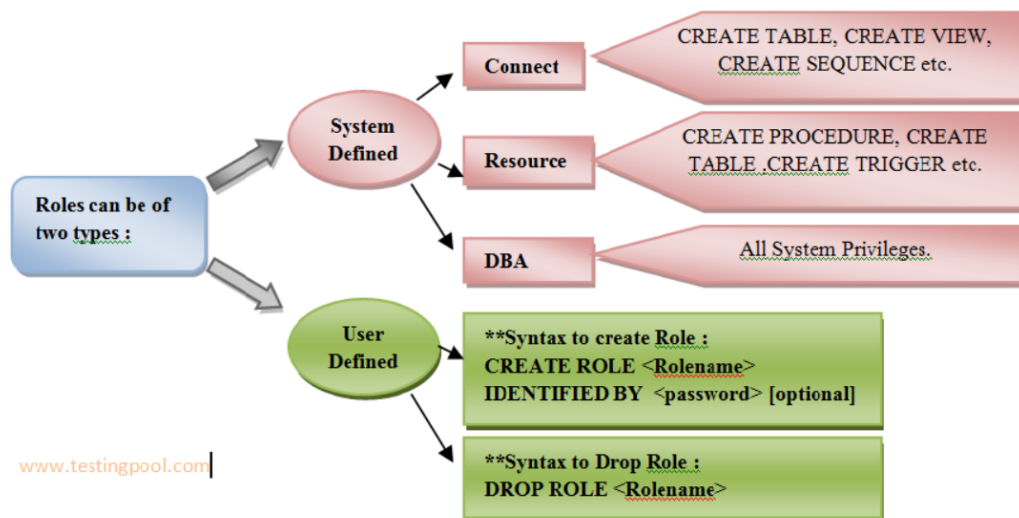 Roles can be of
two types :
System
Defined
Connect
CREATE TABLE, CREATE VIEW,
CREATE SEQUENCE etc.
Resource
CREATE PROCEDURE, CREATE
TABLE ,CREATE TRIGGER etc.
DBA
All System Privileges.
User
Defined
**Syntax to create Role :
CREATE ROLE <Rolename>
IDENTIFIED BY <password> [optional]
**Syntax to Drop Role :
DROP ROLE <Rolename>
www.testingpool.com